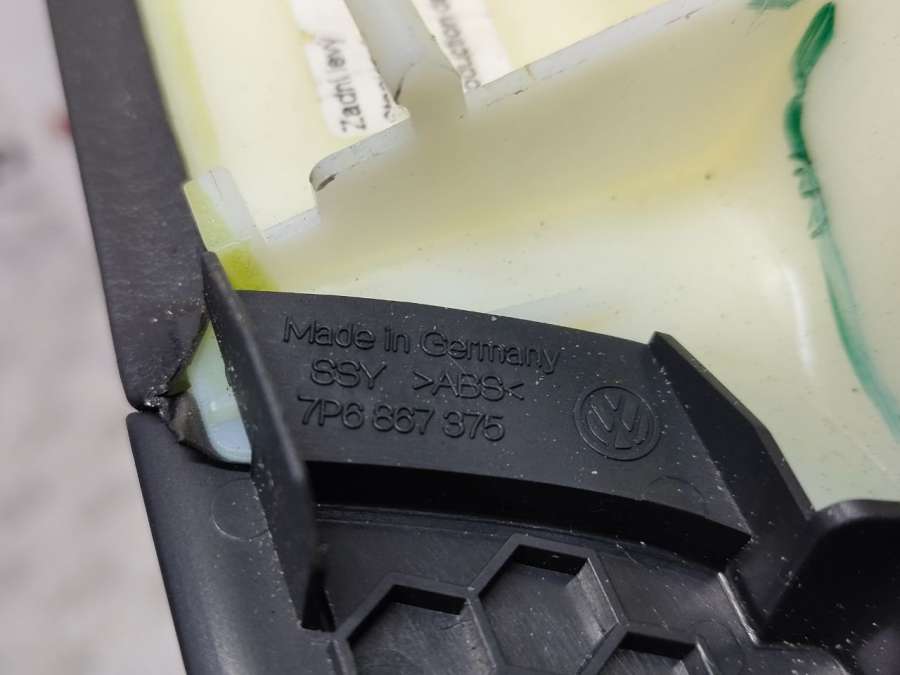 Zadní levý
Made in Germany
SSY >ABS<
7P6 867 375